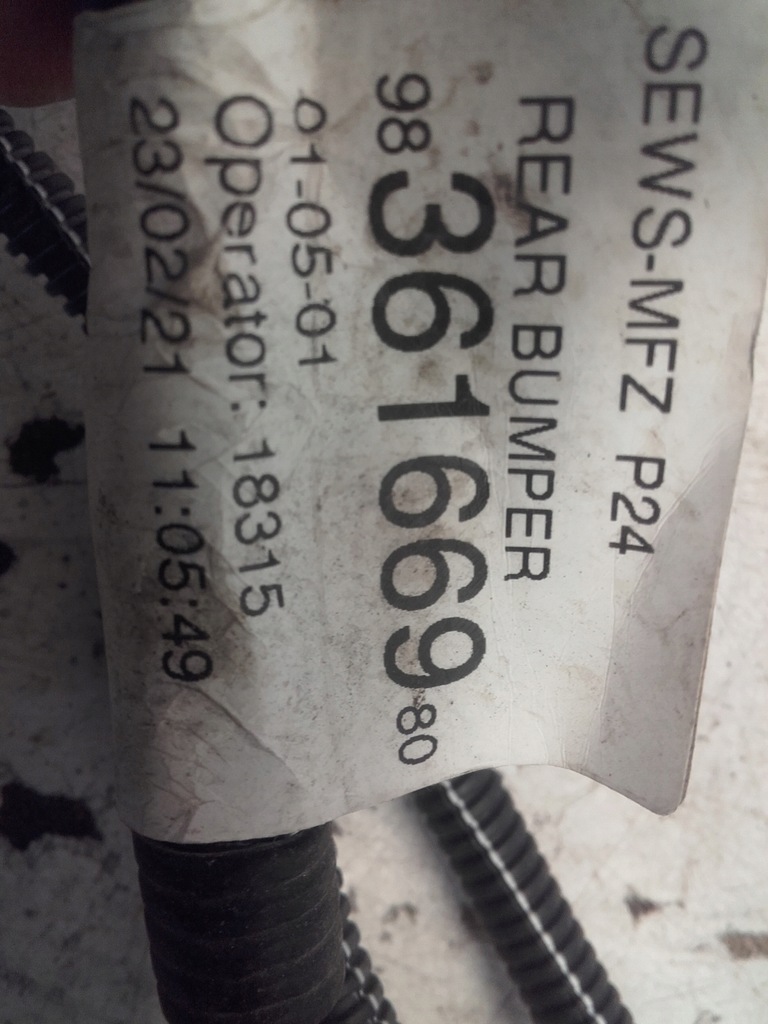 SEWS-MFZ P24
REAR BUMPER
98 361669 80
01-05-01
Operator: 18315
23/02/21 11:05:49